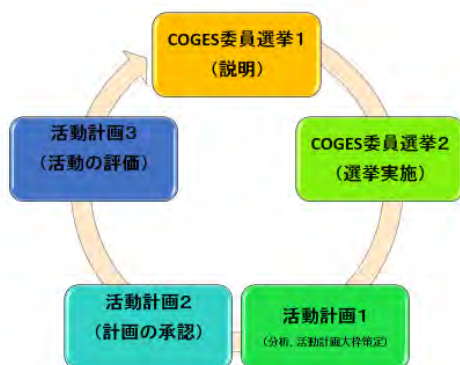 COGES委員選挙1
（説明）
COGES委員選挙2
（選挙実施）
活動計画1
（分析、活動計画大枠策定）
活動計画2
（計画の承認）
活動計画3
（活動の評価）